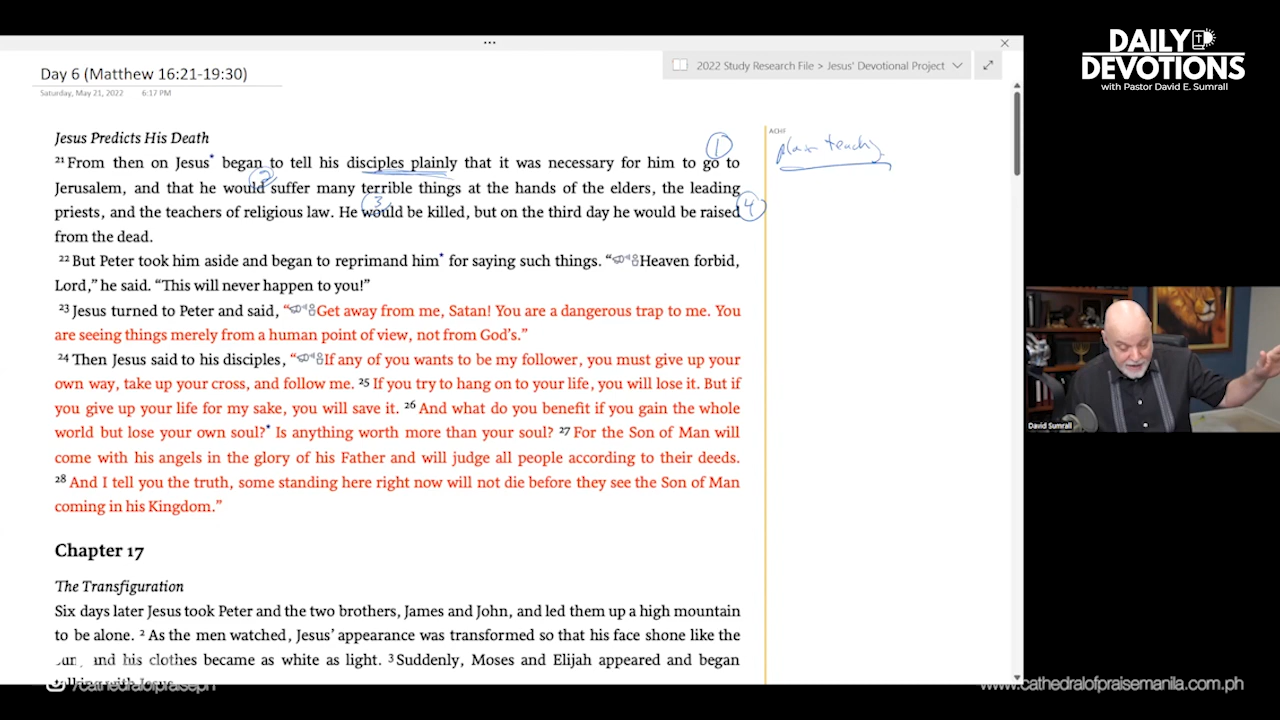 DAILY
DEVOTIONS
with Pastor David E. Sumrall
Day 6 (Matthew 16:21-19:30)
2022 Study Research File > Jesus' Devotional Project
Saturday, May 21, 2022 6:17 PM
ACHF
Jesus Predicts His Death
1
21 From then on Jesus* began to tell his disciples plainly that it was necessary for him to go to
Jerusalem, and that he would suffer many terrible things at the hands of the elders, the leading
2
3
priests, and the teachers of religious law. He would be killed, but on the third day he would be raised
4
from the dead.
22 But Peter took him aside and began to reprimand him* for saying such things. “Heaven forbid,
Lord,” he said. “This will never happen to you!”
23 Jesus turned to Peter and said, “Get away from me, Satan! You are a dangerous trap to me. You
are seeing things merely from a human point of view, not from God’s.”
24 Then Jesus said to his disciples, “If any of you wants to be my follower, you must give up your
own way, take up your cross, and follow me. 25 If you try to hang on to your life, you will lose it. But if
you give up your life for my sake, you will save it. 26 And what do you benefit if you gain the whole
world but lose your own soul?* Is anything worth more than your soul? 27 For the Son of Man will
come with his angels in the glory of his Father and will judge all people according to their deeds.
28 And I tell you the truth, some standing here right now will not die before they see the Son of Man
coming in his Kingdom.”
Chapter 17
The Transfiguration
Six days later Jesus took Peter and the two brothers, James and John, and led them up a high mountain
to be alone. 2 As the men watched, Jesus’ appearance was transformed so that his face shone like the
and his clothes became as white as light. 3 Suddenly, Moses and Elijah appeared and began
David Sumrall
/cathedralofpraiseph
www.cathedralofpraisemanila.com.ph